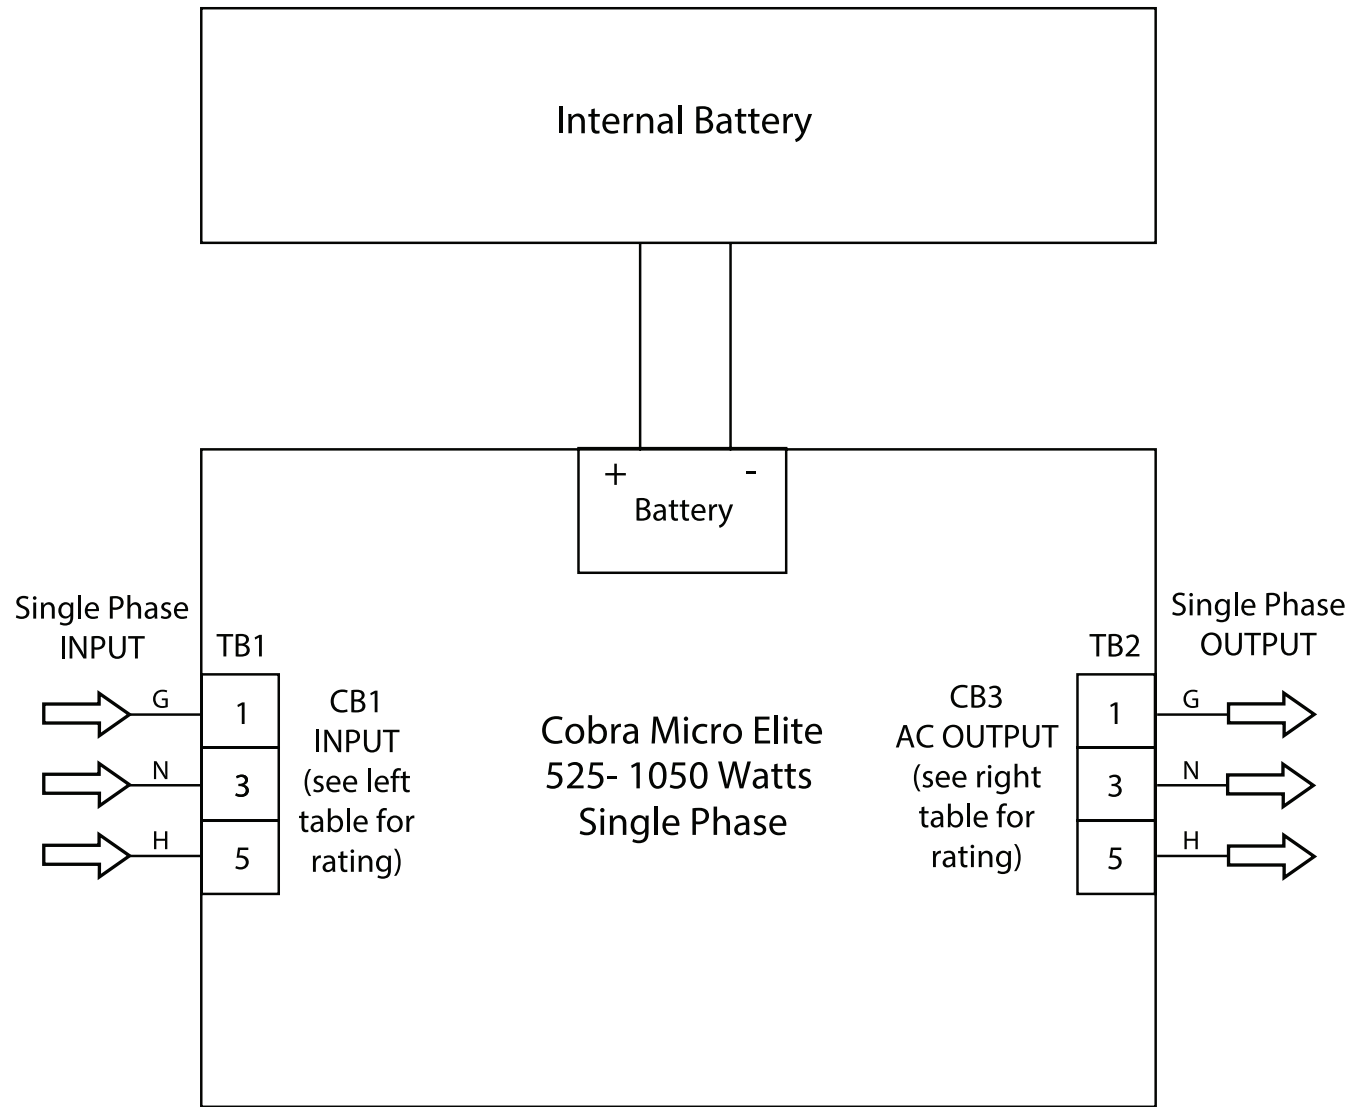 Internal Battery
+ -
Battery
Single Phase
INPUT
TB1
G
1
N
3
H
5
CB1
INPUT
(see left
table for
rating)
Cobra Micro Elite
525- 1050 Watts
Single Phase
CB3
AC OUTPUT
(see right
table for
rating)
TB2
1
G
3
N
5
H
Single Phase
OUTPUT